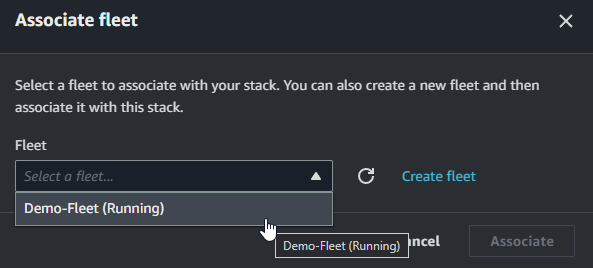 Associate fleet
Select a fleet to associate with your stack. You can also create a new fleet and then
associate it with this stack.
Fleet
Select a fleet...
Create fleet
Demo-Fleet (Running)
Demo-Fleet (Running)
ncel
Associate